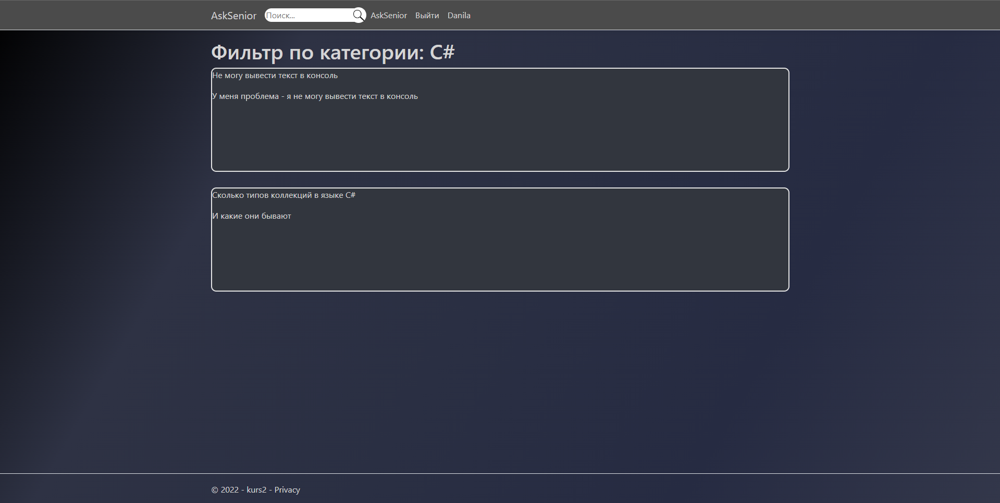 AskSenior Поиск... AskSenior Выйти Danila
Фильтр по категории: C#
Не могу вывести текст в консоль
У меня проблема - я не могу вывести текст в консоль
Сколько типов коллекций в языке C#
И какие они бывают
© 2022 - kurs2 - Privacy